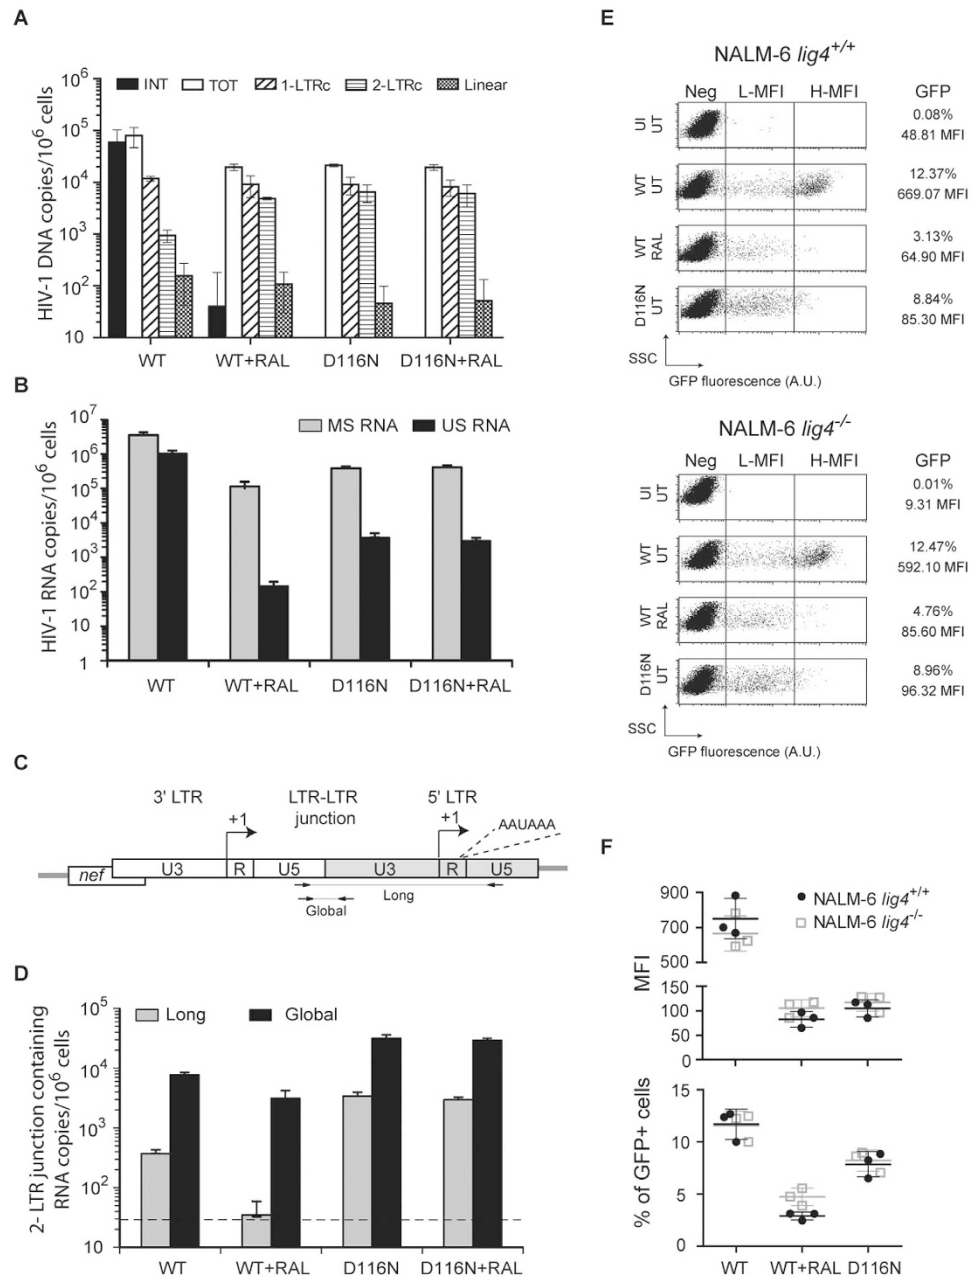 A
HIV-1 DNA copies/10⁶ cells
10⁶
10⁵
10⁴
10³
10²
10
INT TOT 1-LTRc 2-LTRc Linear
WT WT+RAL D116N D116N+RAL
B
HIV-1 RNA copies/10⁶ cells
10⁷
10⁶
10⁵
10⁴
10³
10²
10
1
MS RNA US RNA
WT WT+RAL D116N D116N+RAL
C
3' LTR LTR-LTR 5' LTR
junction
+1 +1 AAUAAA
nef U3 R U5 U3 R U5
Long
Global
D
2- LTR junction containing
RNA copies/10⁶ cells
10⁵
10⁴
10³
10²
10
Long Global
WT WT+RAL D116N D116N+RAL
E
NALM-6 lig4+/+
Neg L-MFI H-MFI GFP
UI
UT
0.08%
48.81 MFI
WT
UT
12.37%
669.07 MFI
WT
RAL
3.13%
64.90 MFI
D116N
UT
8.84%
85.30 MFI
SSC
GFP fluorescence (A.U.)
NALM-6 lig4-/-
Neg L-MFI H-MFI GFP
UI
UT
0.01%
9.31 MFI
WT
UT
12.47%
592.10 MFI
WT
RAL
4.76%
85.60 MFI
D116N
UT
8.96%
96.32 MFI
SSC
GFP fluorescence (A.U.)
F
NALM-6 lig4+/+
NALM-6 lig4-/-
MFI
900
700
500
150
100
50
0
% of GFP+ cells
15
10
5
0
WT WT+RAL D116N